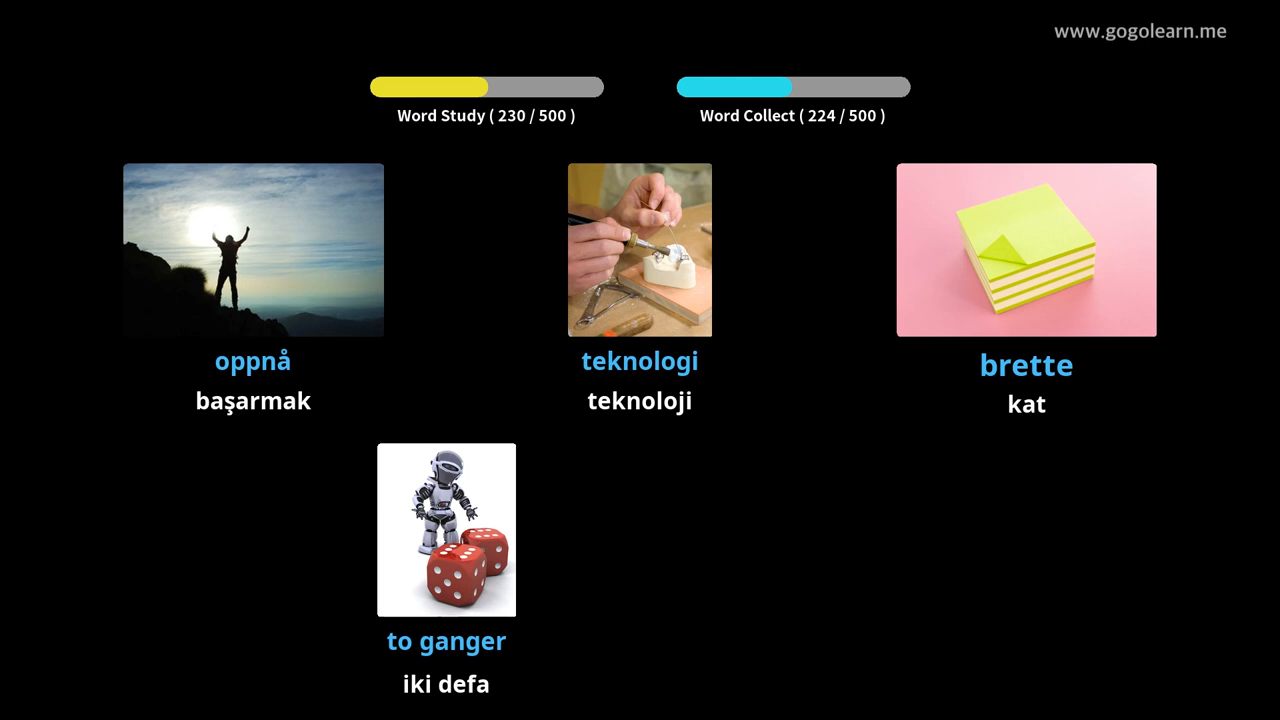 www.gogolearn.me
Word Study ( 230 / 500 )
Word Collect ( 224 / 500 )
oppnå
başarmak
teknologi
teknoloji
brette
kat
to ganger
iki defa